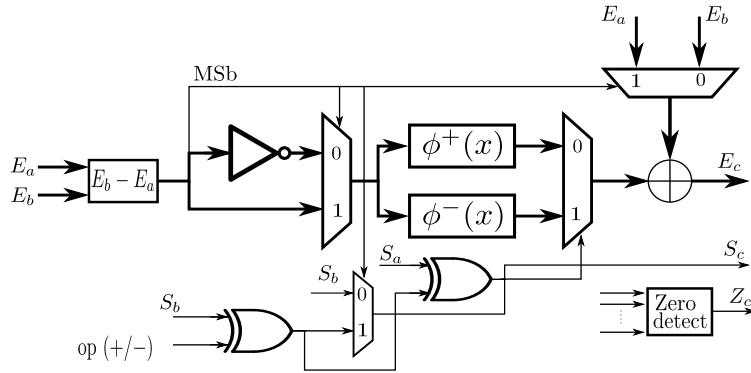 E_a E_b
1 0
MSb
0
1
E_a
E_b
E_b − E_a
ϕ⁺(x)
ϕ⁻(x)
0
1
E_c
S_a
S_c
S_b
0
1
S_b
op (+/−)
Zero
detect
Z_c